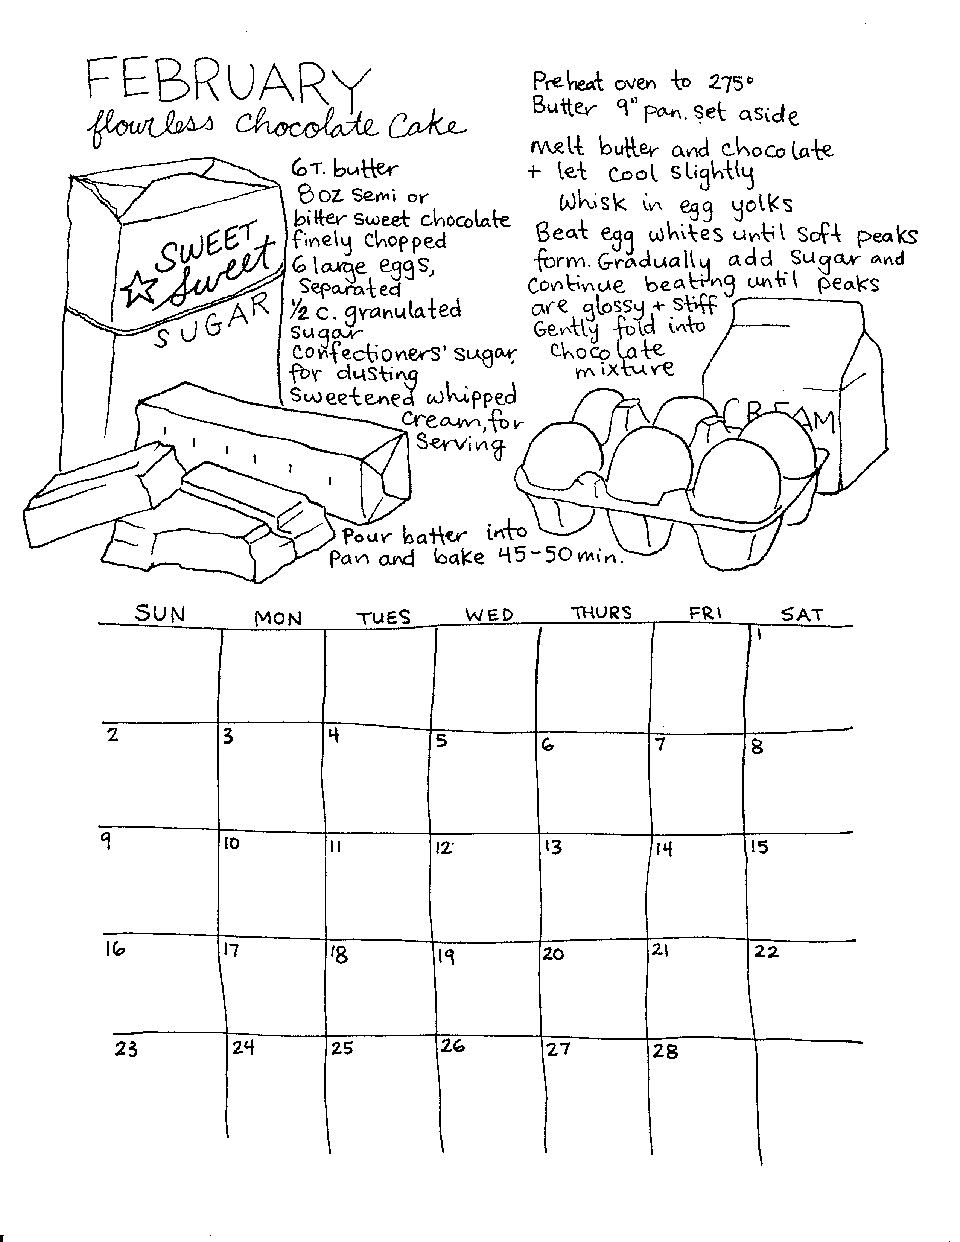 FEBRUARY
flourless chocolate Cake
6 T. butter
8 oz semi or
bitter sweet chocolate
finely chopped
6 large eggs,
Separated
1/2 c. granulated
sugar
Confectioners' sugar,
for dusting
Sweetened whipped
cream, for
Serving
Preheat oven to 275°
Butter 9" pan. set aside
melt butter and chocolate
+ let cool slightly
Whisk in egg yolks
Beat egg whites until soft peaks
form. Gradually add sugar and
Continue beating until peaks
are glossy + stiff
Gently fold into
Chocolate
mixture
Pour batter into
Pan and bake 45-50 min.
SWEET
Sweet
SUGAR
CREAM
SUN MON TUES WED THURS FRI SAT
1
2 3 4 5 6 7 8
9 10 11 12 13 14 15
16 17 18 19 20 21 22
23 24 25 26 27 28